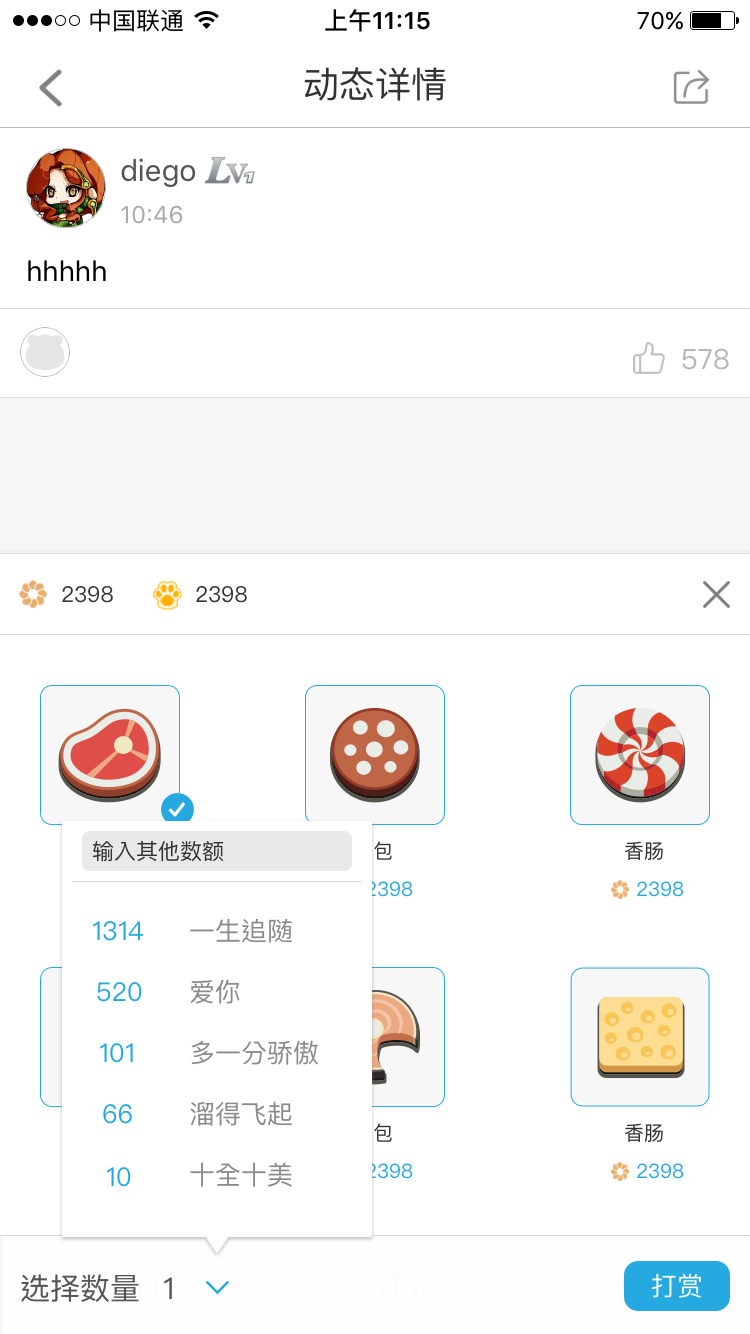 中国联通 上午11:15 70%
动态详情
diego LV1
10:46
hhhhh
578
2398 2398
包 香肠
2398 2398
输入其他数额
1314 一生追随
520 爱你
101 多一分骄傲
66 溜得飞起
10 十全十美
包 香肠
2398 2398
选择数量 1 打赏